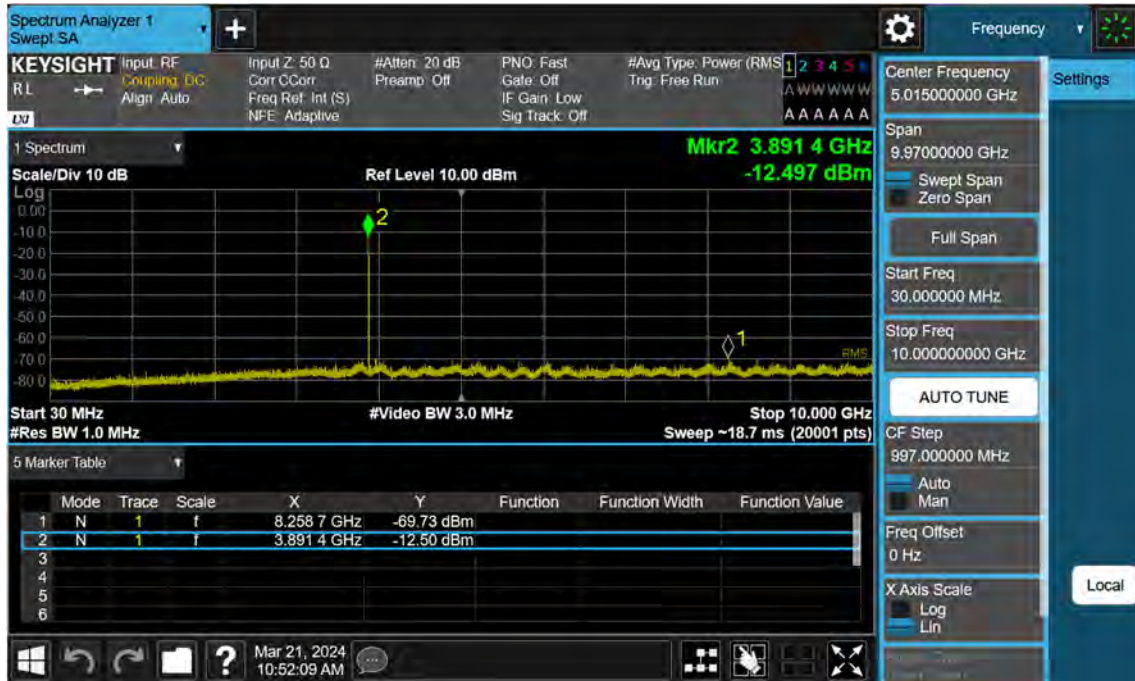 Spectrum Analyzer 1
Swept SA
Frequency
KEYSIGHT
RL
LXI
Input: RF
Coupling: DC
Align: Auto
Input Z: 50 Ω
Corr CCorr
Freq Ref: Int (S)
NFE: Adaptive
#Atten: 20 dB
Preamp: Off
PNO: Fast
Gate: Off
IF Gain: Low
Sig Track: Off
#Avg Type: Power (RMS
Trig: Free Run
1 2 3 4 5 6
A W W W W W
A A A A A A
1 Spectrum
Scale/Div 10 dB
Ref Level 10.00 dBm
Mkr2 3.891 4 GHz
-12.497 dBm
Log
0.00
-10.0
-20.0
-30.0
-40.0
-50.0
-60.0
-70.0
-80.0
2
1
RMS
Start 30 MHz
#Video BW 3.0 MHz
Stop 10.000 GHz
#Res BW 1.0 MHz
Sweep ~18.7 ms (20001 pts)
5 Marker Table
Mode Trace Scale X Y Function Function Width Function Value
1 N 1 f 8.258 7 GHz -69.73 dBm
2 N 1 f 3.891 4 GHz -12.50 dBm
3
4
5
6
Mar 21, 2024
10:52:09 AM
?
Center Frequency
5.015000000 GHz
Span
9.97000000 GHz
Swept Span
Zero Span
Full Span
Start Freq
30.000000 MHz
Stop Freq
10.000000000 GHz
AUTO TUNE
CF Step
997.000000 MHz
Auto
Man
Freq Offset
0 Hz
X Axis Scale
Log
Lin
Settings
Local